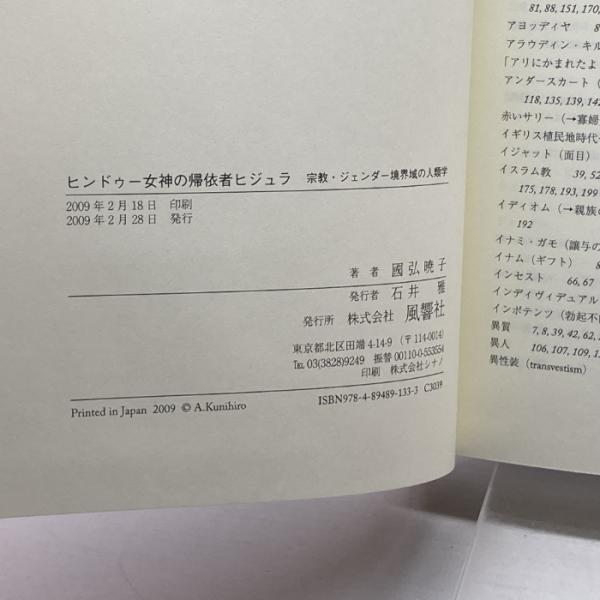 ヒンドゥー女神の帰依者ヒジュラ 宗教・ジェンダー境界域の人類学
2009年2月18日 印刷
2009年2月28日 発行
著者 國弘暁子
発行者 石井 雅
発行所 株式会社 風響社
東京都北区田端 4-14-9 (〒114-0014)
TEL 03(3828)9249 振替 00110-0-553554
印刷 株式会社シナノ
Printed in Japan 2009 © A.Kunihiro
ISBN978-4-89489-133-3 C3039
81, 88, 151, 170,
アヨッディヤ 8
アラウディン・キル
「アリにかまれたよ
アンダースカート(
118, 135, 139, 142
赤いサリー(→寡婦
イギリス植民地時代
イジャット(面目)
イスラム教 39, 52
175, 178, 193, 199
イディオム(→親族の
192
イナミ・ガモ(譲与の
イナム(ギフト) 8
インセスト 66, 67
インディヴィデュアル
インポテンツ(勃起不
異質 7, 8, 39, 42, 62,
異人 106, 107, 109, 1
異性装(transvestism)